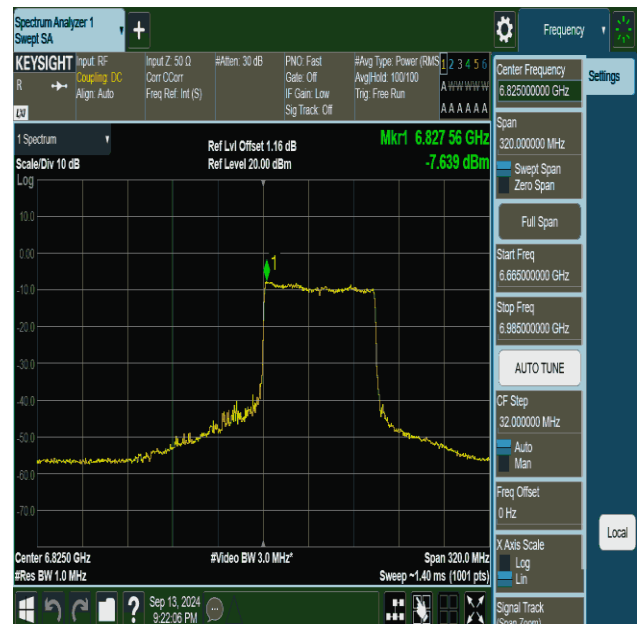 Spectrum Analyzer 1
Swept SA
+
Frequency
KEYSIGHT
R
LXI
Input: RF
Coupling: DC
Align: Auto
Input Z: 50 Ω
Corr CCorr
Freq Ref: Int (S)
#Atten: 30 dB
PNO: Fast
Gate: Off
IF Gain: Low
Sig Track: Off
#Avg Type: Power (RMS
Avg|Hold: 100/100
Trig: Free Run
1 2 3 4 5 6
A W W W W W
A A A A A A
1 Spectrum
Scale/Div 10 dB
Log
Ref Lvl Offset 1.16 dB
Ref Level 20.00 dBm
Mkr1 6.827 56 GHz
-7.639 dBm
10.0
0.00
-10.0
-20.0
-30.0
-40.0
-50.0
-60.0
-70.0
1
Center 6.8250 GHz
#Res BW 1.0 MHz
#Video BW 3.0 MHz*
Span 320.0 MHz
Sweep ~1.40 ms (1001 pts)
Center Frequency
6.825000000 GHz
Settings
Span
320.000000 MHz
Swept Span
Zero Span
Full Span
Start Freq
6.665000000 GHz
Stop Freq
6.985000000 GHz
AUTO TUNE
CF Step
32.000000 MHz
Auto
Man
Freq Offset
0 Hz
Local
X Axis Scale
Log
Lin
Signal Track
(Span Zoom)
?
Sep 13, 2024
9:22:06 PM